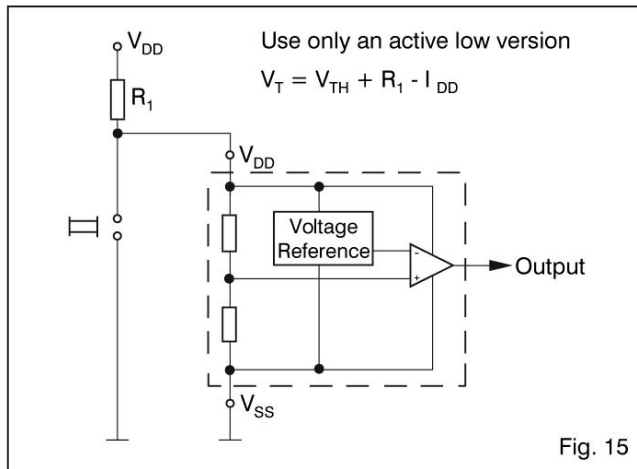 V_DD
Use only an active low version
V_T = V_TH + R_1 - I_DD
R_1
V_DD
Voltage
Reference
-
+
Output
V_SS
Fig. 15